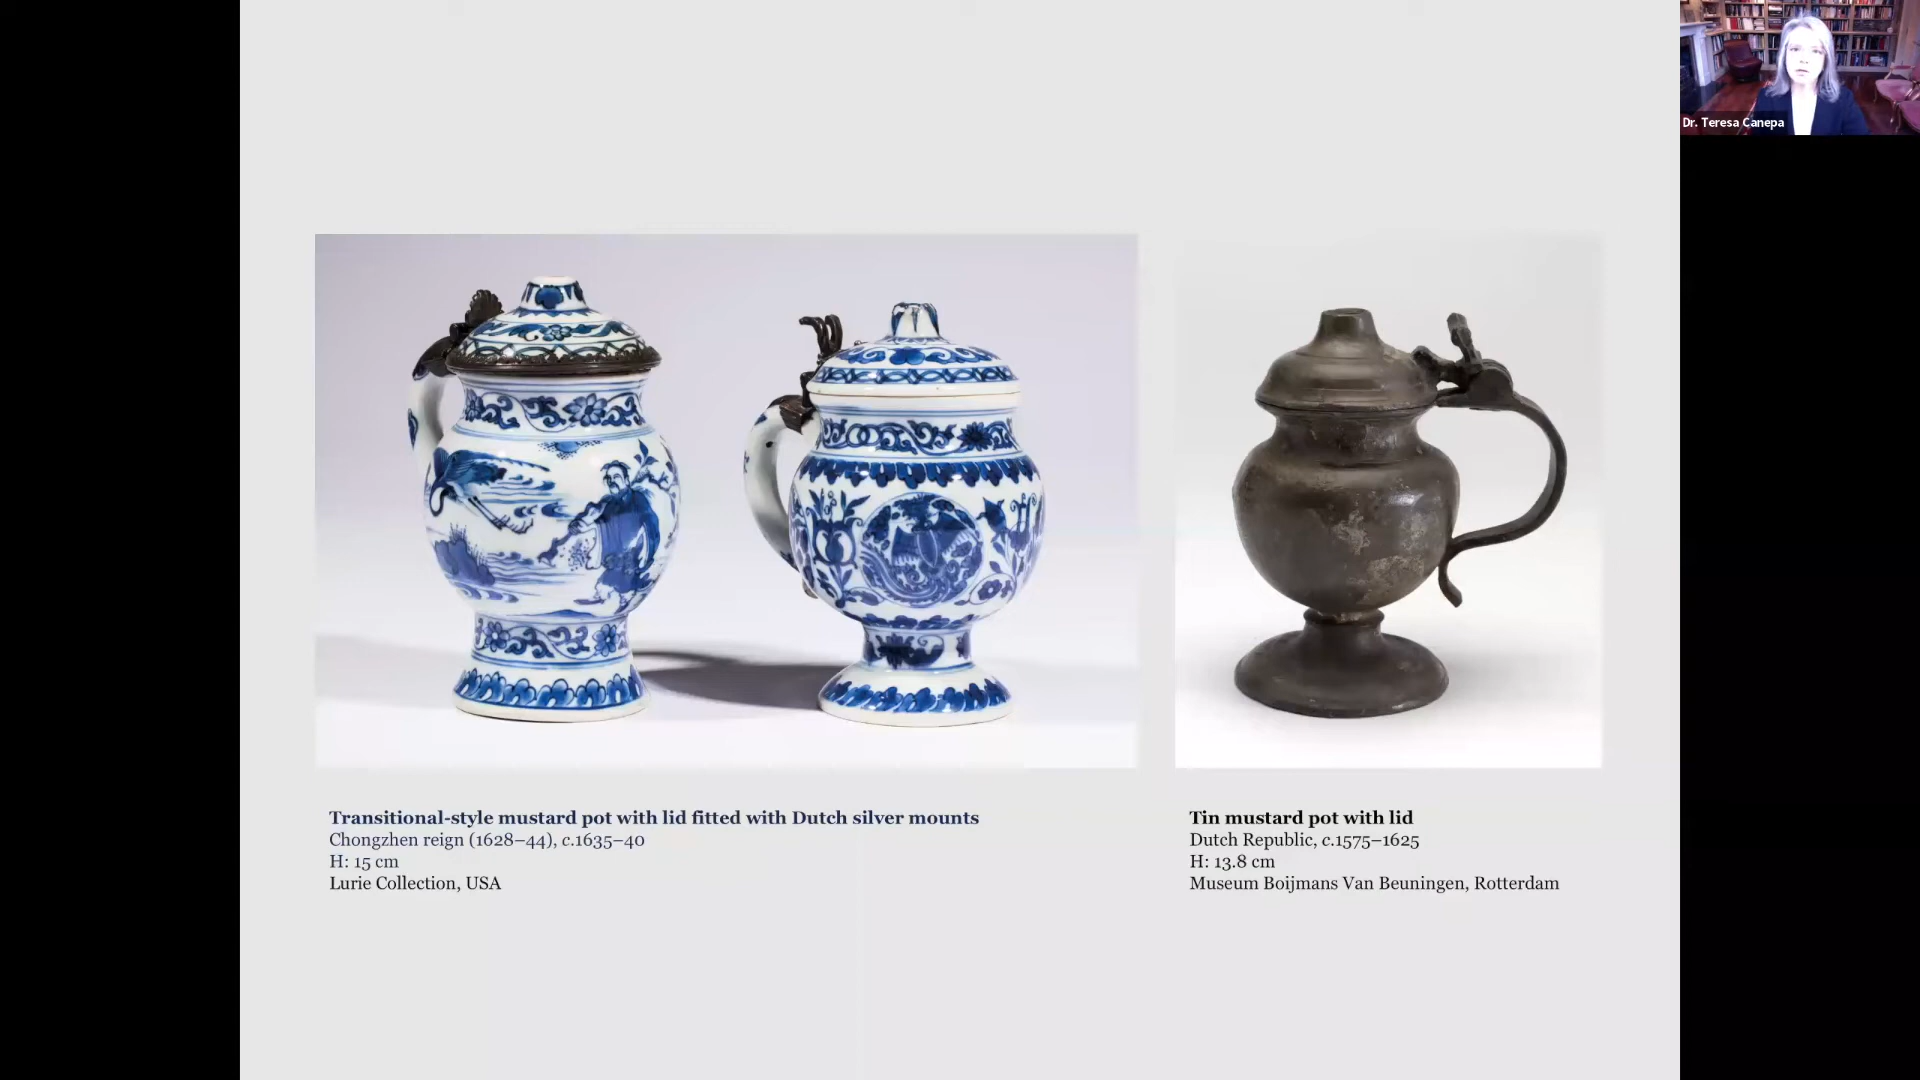 Dr. Teresa Canepa
Transitional-style mustard pot with lid fitted with Dutch silver mounts
Chongzhen reign (1628–44), c.1635–40
H: 15 cm
Lurie Collection, USA
Tin mustard pot with lid
Dutch Republic, c.1575–1625
H: 13.8 cm
Museum Boijmans Van Beuningen, Rotterdam